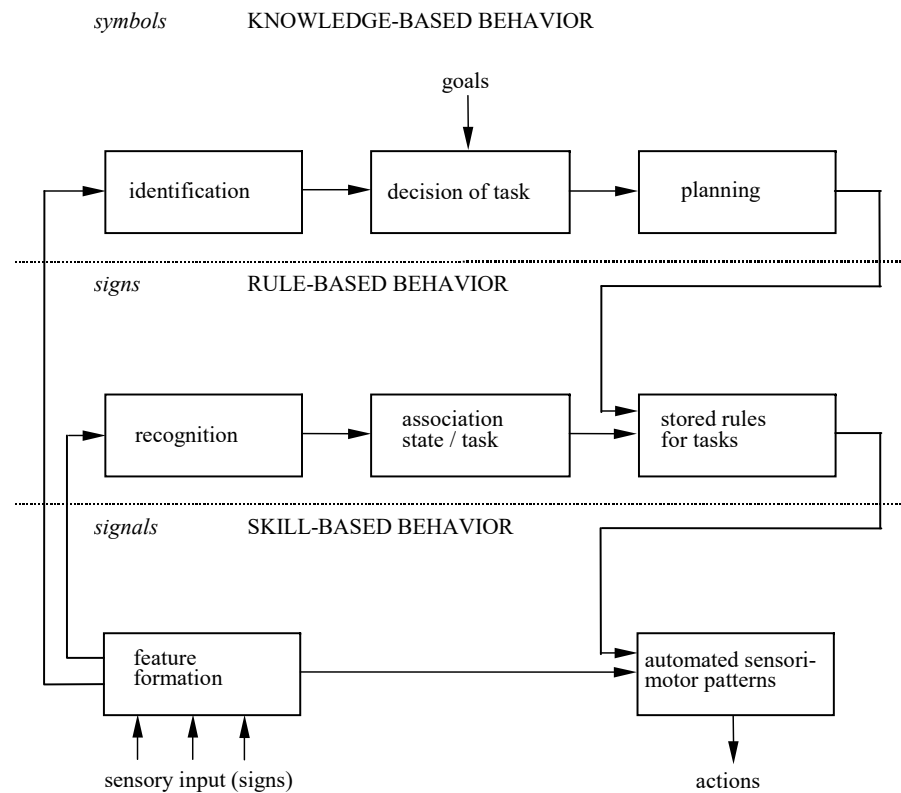 symbols KNOWLEDGE-BASED BEHAVIOR
goals
identification
decision of task
planning
signs RULE-BASED BEHAVIOR
recognition
association
state / task
stored rules
for tasks
signals SKILL-BASED BEHAVIOR
feature
formation
automated sensori-
motor patterns
sensory input (signs)
actions